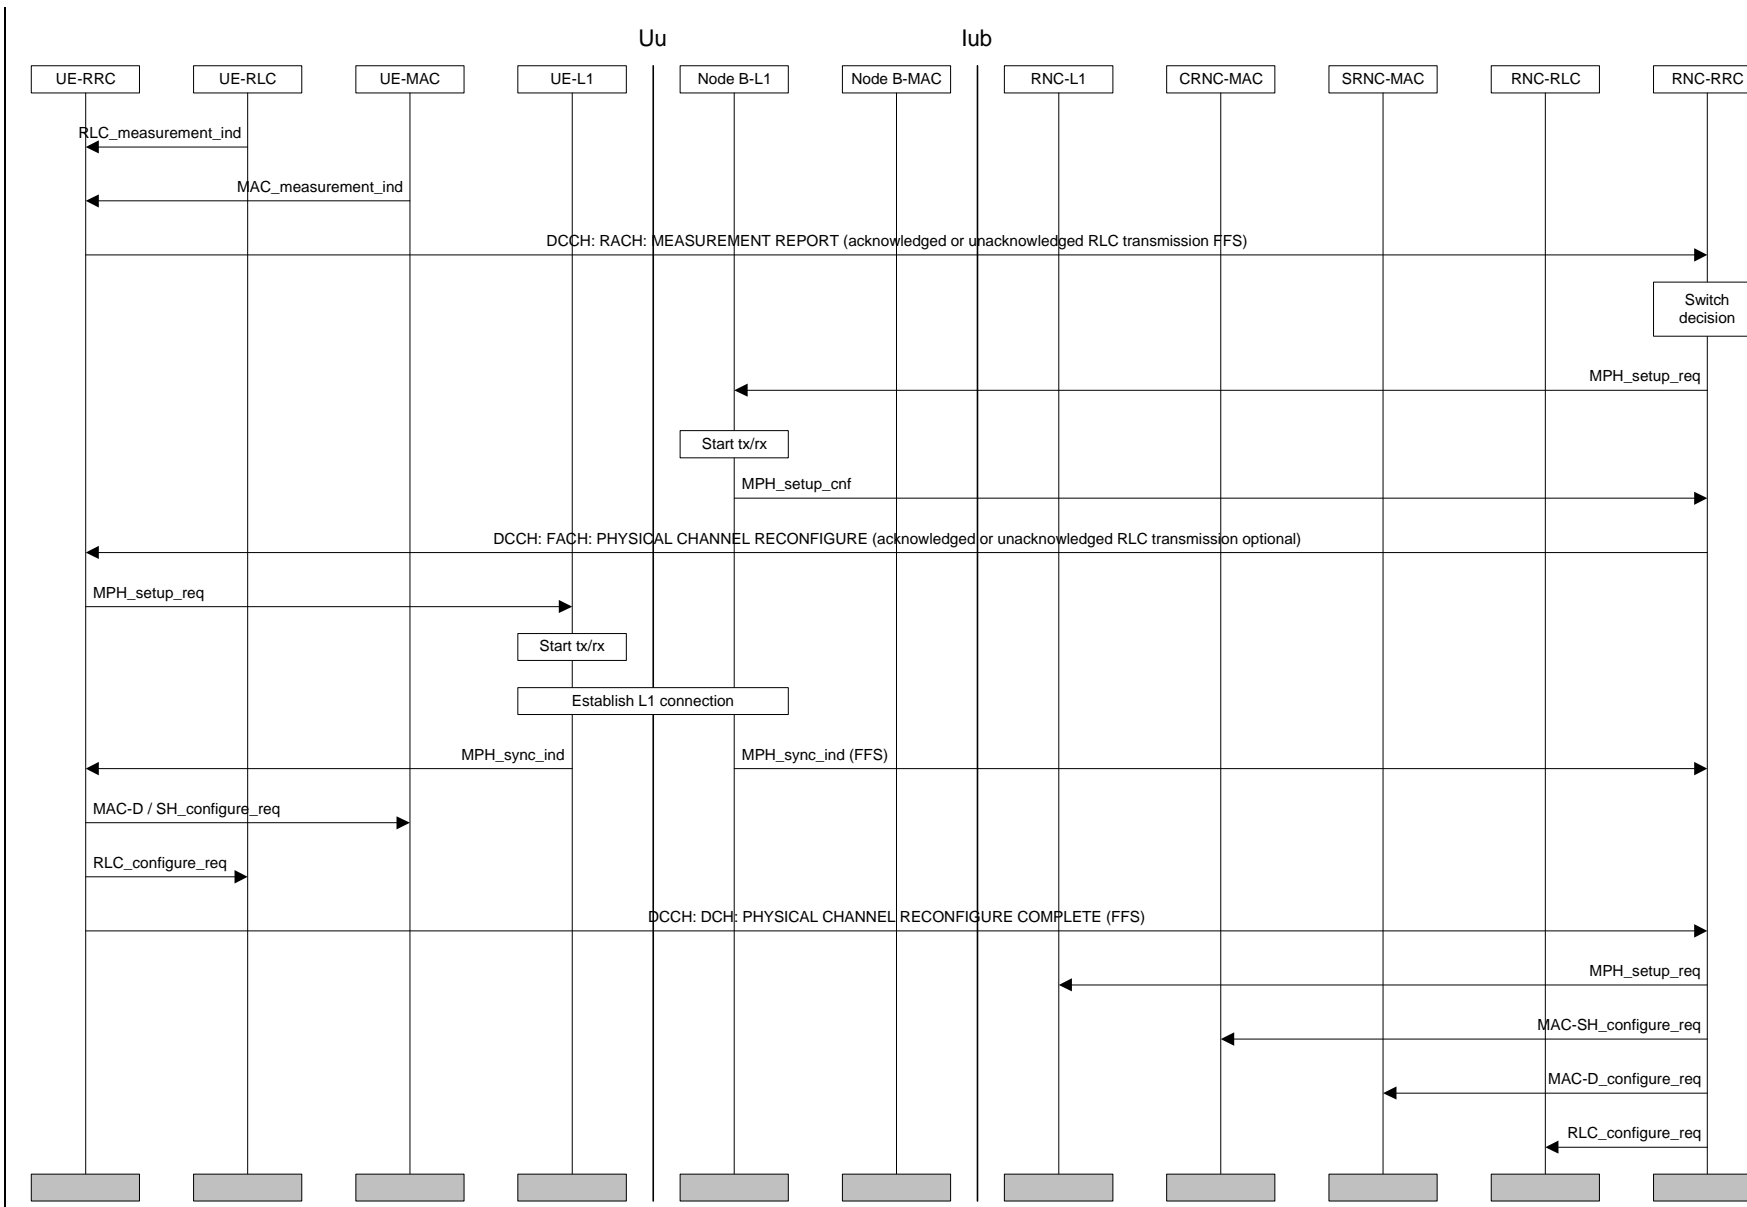 Uu Iub
UE-RRC UE-RLC UE-MAC UE-L1 Node B-L1 Node B-MAC RNC-L1 CRNC-MAC SRNC-MAC RNC-RLC RNC-RRC
RLC_measurement_ind
MAC_measurement_ind
DCCH: RACH: MEASUREMENT REPORT (acknowledged or unacknowledged RLC transmission FFS)
Switch
decision
MPH_setup_req
Start tx/rx
MPH_setup_cnf
DCCH: FACH: PHYSICAL CHANNEL RECONFIGURE (acknowledged or unacknowledged RLC transmission optional)
MPH_setup_req
Start tx/rx
Establish L1 connection
MPH_sync_ind MPH_sync_ind (FFS)
MAC-D / SH_configure_req
RLC_configure_req
DCCH: DCH: PHYSICAL CHANNEL RECONFIGURE COMPLETE (FFS)
MPH_setup_req
MAC-SH_configure_req
MAC-D_configure_req
RLC_configure_req